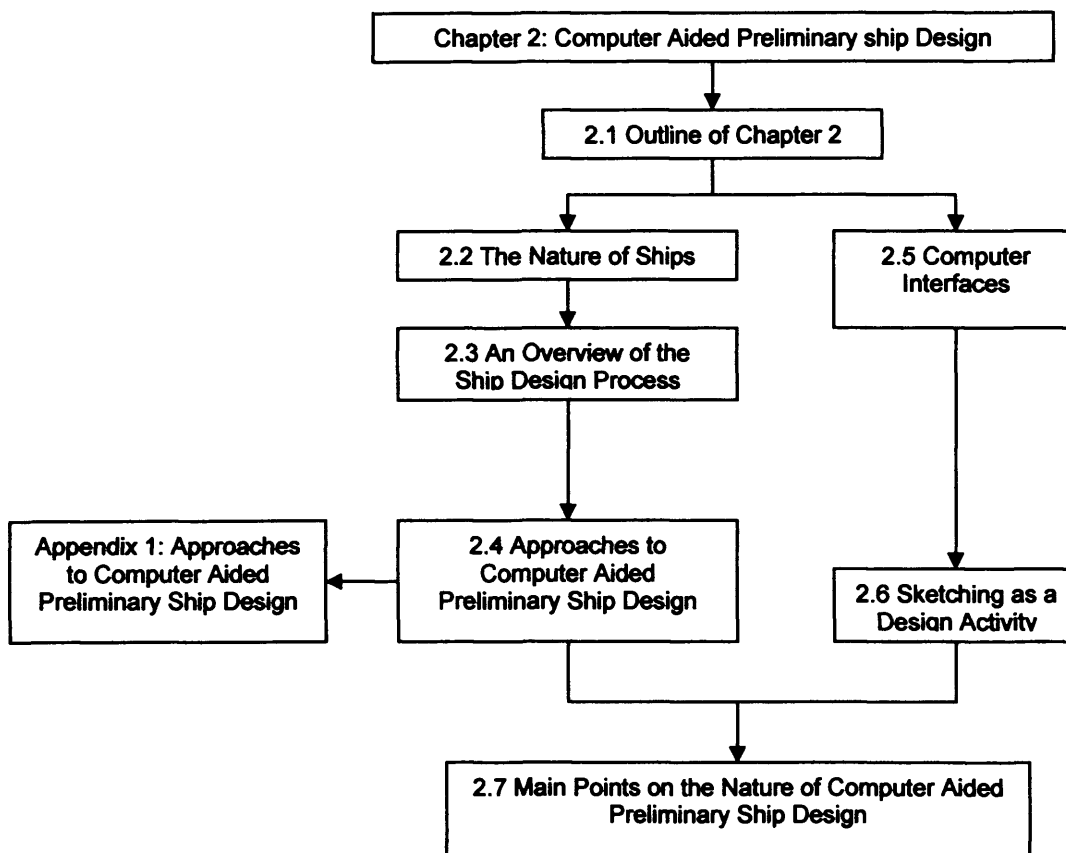 Chapter 2: Computer Aided Preliminary ship Design
2.1 Outline of Chapter 2
2.2 The Nature of Ships
2.5 Computer
Interfaces
2.3 An Overview of the
Ship Design Process
Appendix 1: Approaches
to Computer Aided
Preliminary Ship Design
2.4 Approaches to
Computer Aided
Preliminary Ship Design
2.6 Sketching as a
Design Activity
2.7 Main Points on the Nature of Computer Aided
Preliminary Ship Design